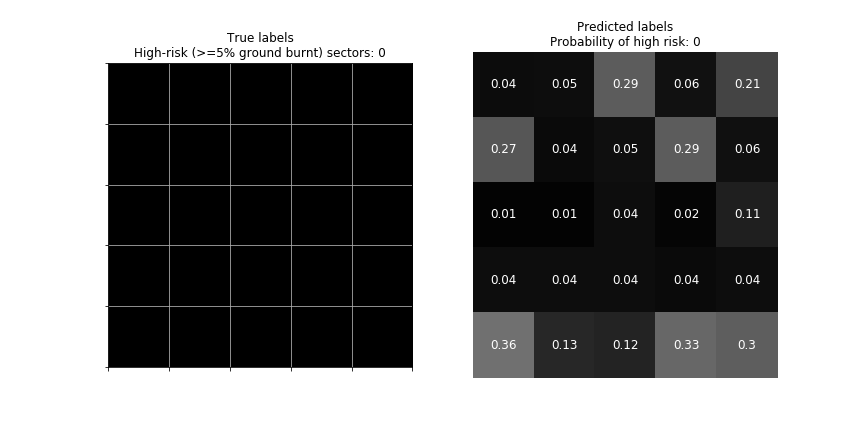 True labels
High-risk (>=5% ground burnt) sectors: 0
Predicted labels
Probability of high risk: 0
0.04 0.05 0.29 0.06 0.21
0.27 0.04 0.05 0.29 0.06
0.01 0.01 0.04 0.02 0.11
0.04 0.04 0.04 0.04 0.04
0.36 0.13 0.12 0.33 0.3